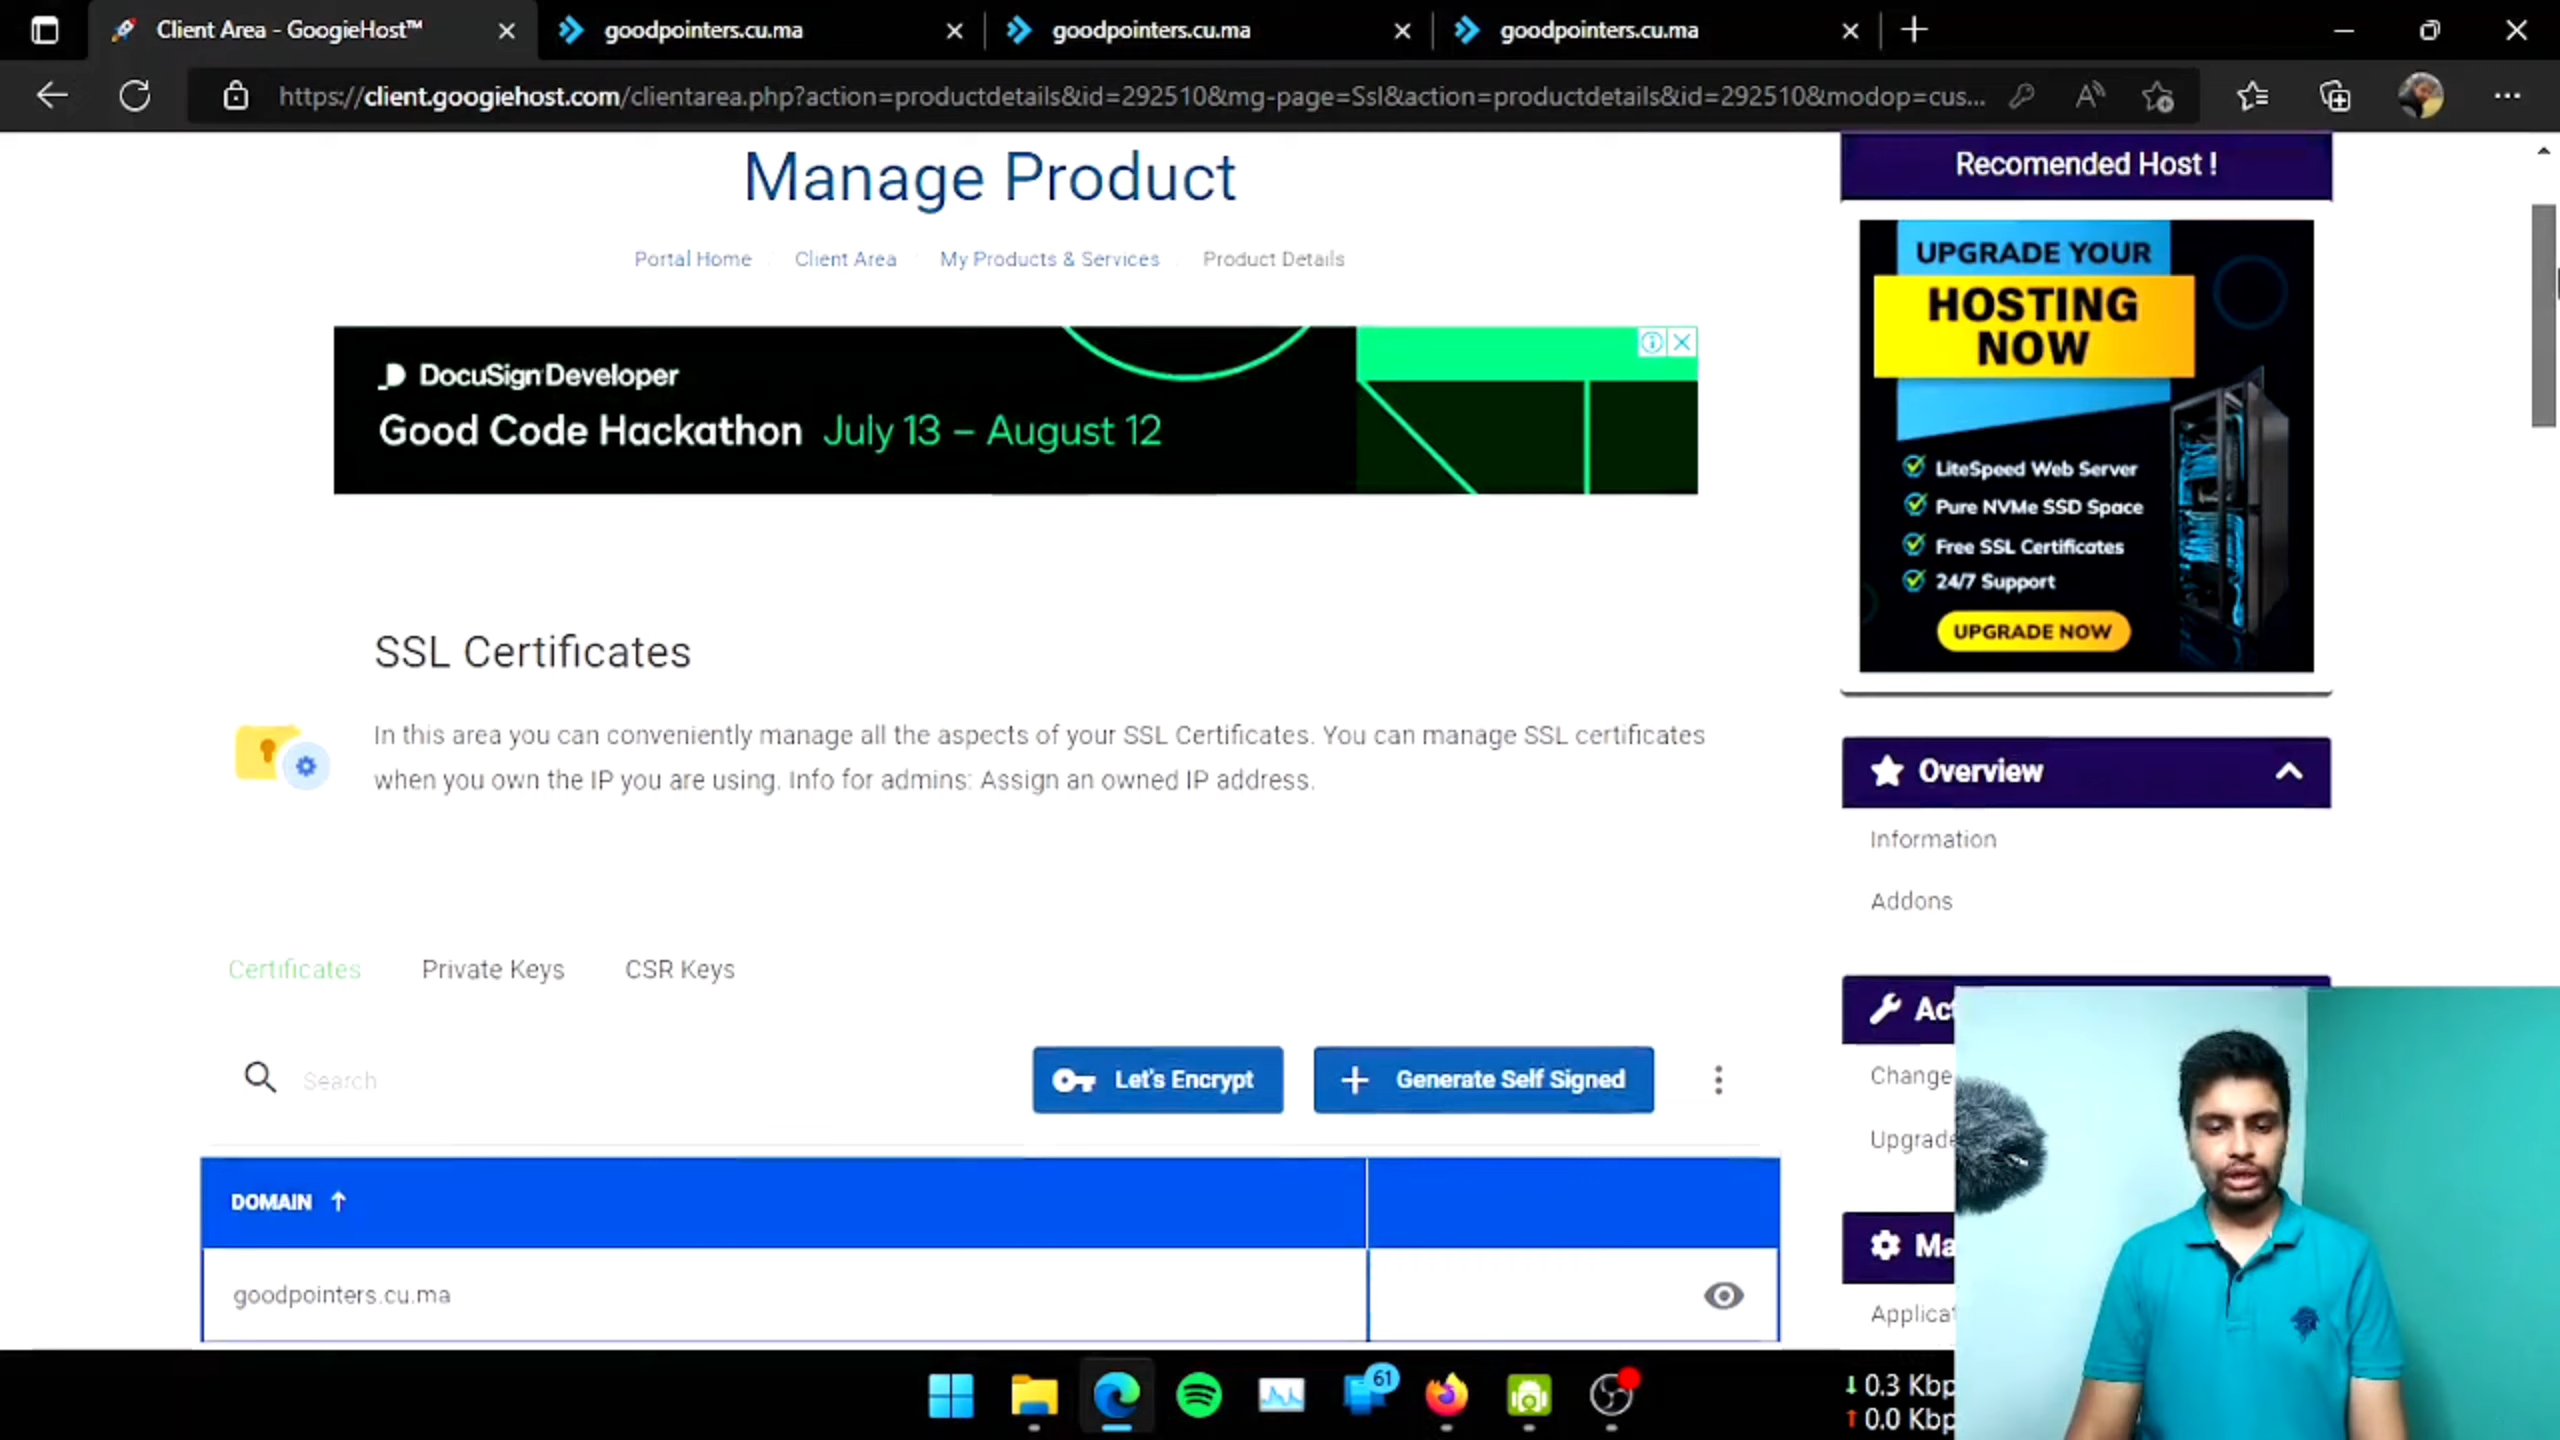 Client Area - GoogieHost™
goodpointers.cu.ma
goodpointers.cu.ma
goodpointers.cu.ma
https://client.googiehost.com/clientarea.php?action=productdetails&id=292510&mg-page=Ssl&action=productdetails&id=292510&modop=cus...
Manage Product
Portal Home
Client Area
My Products & Services
Product Details
DocuSign Developer
Good Code Hackathon July 13 – August 12
SSL Certificates
In this area you can conveniently manage all the aspects of your SSL Certificates. You can manage SSL certificates
when you own the IP you are using. Info for admins: Assign an owned IP address.
Certificates
Private Keys
CSR Keys
Search
Let's Encrypt
Generate Self Signed
DOMAIN
goodpointers.cu.ma
Recomended Host !
UPGRADE YOUR
HOSTING
NOW
LiteSpeed Web Server
Pure NVMe SSD Space
Free SSL Certificates
24/7 Support
UPGRADE NOW
Overview
Information
Addons
Act
Change
Upgrade
Ma
Applicat
61
0.3 Kbp
0.0 Kbp